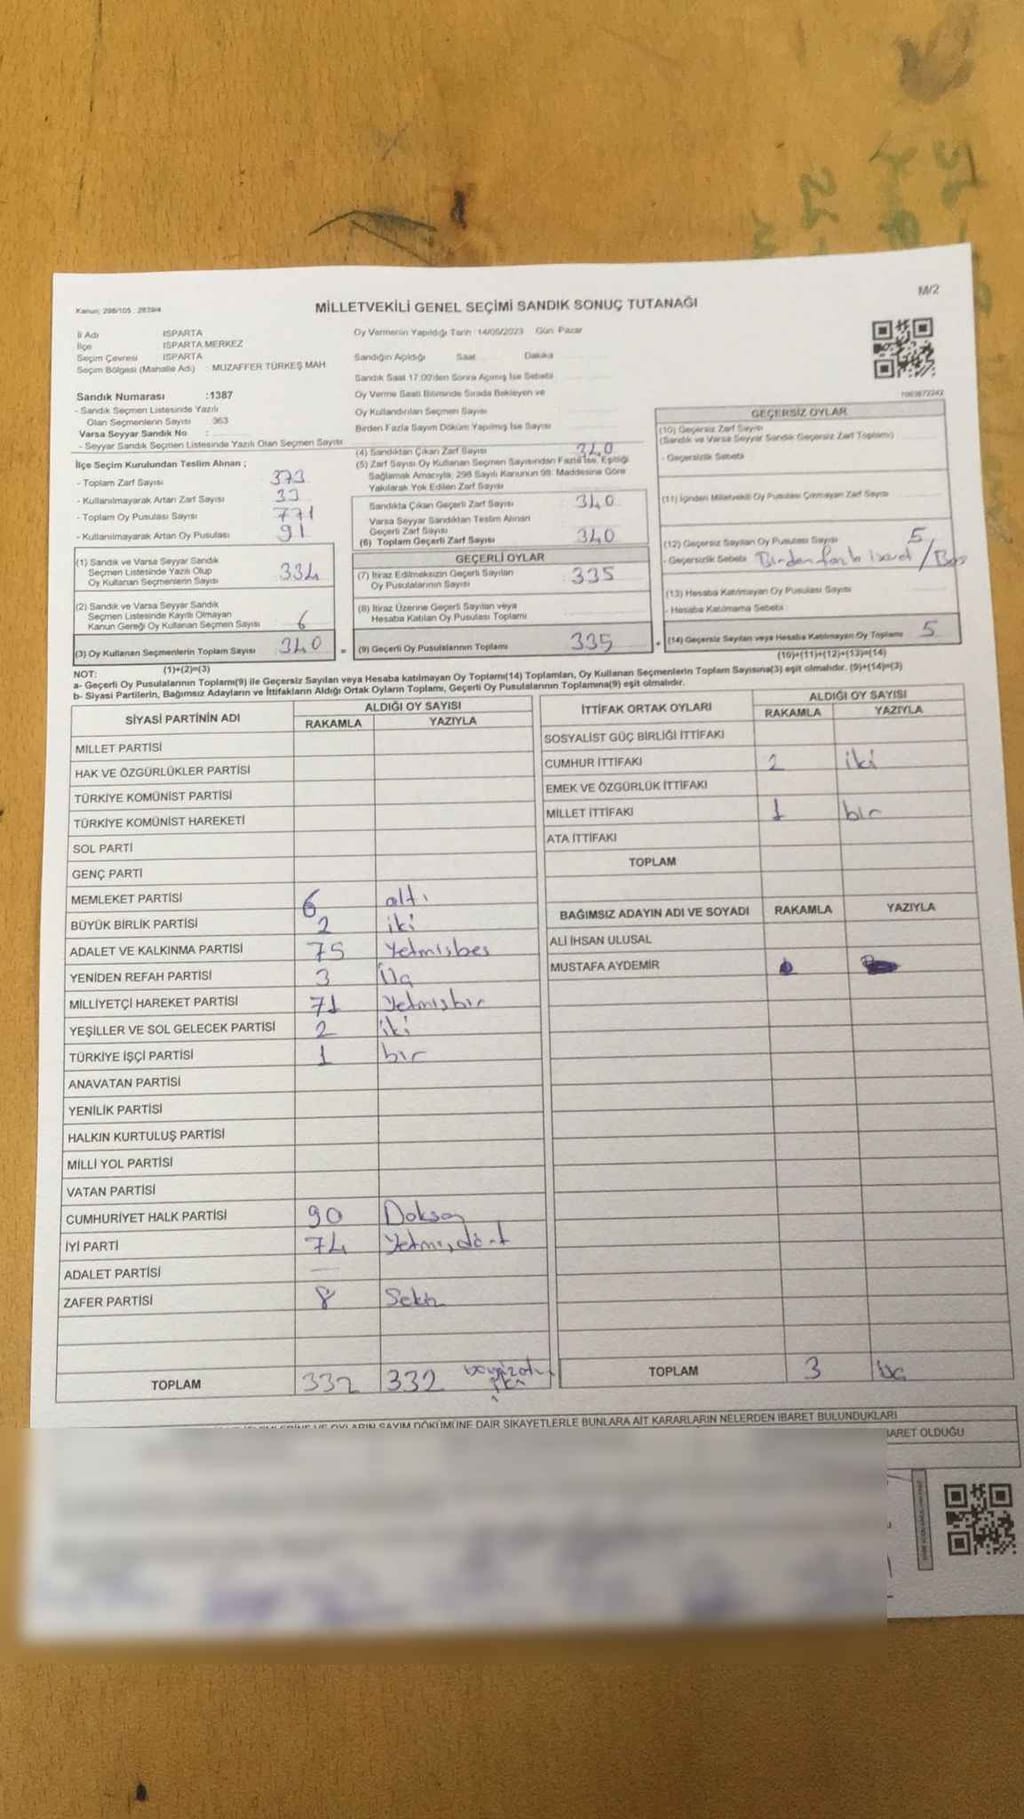 Kanun: 298/105 : 2839/4
M/2
MİLLETVEKİLİ GENEL SEÇİMİ SANDIK SONUÇ TUTANAĞI
İl Adı ISPARTA
İlçe ISPARTA MERKEZ
Seçim Çevresi ISPARTA
Seçim Bölgesi (Mahalle Adı) : MUZAFFER TÜRKEŞ MAH
Sandık Numarası :1387
- Sandık Seçmen Listesinde Yazılı
Olan Seçmenlerin Sayısı 363
Varsa Seyyar Sandık No :
- Seyyar Sandık Seçmen Listesinde Yazılı Olan Seçmen Sayısı
Oy Vermenin Yapıldığı Tarih : 14/05/2023 Gün Pazar
Sandığın Açıldığı Saat Dakika
Sandık Saat 17.00'den Sonra Açılmış İse Sebebi
Oy Verme Saati Bitiminde Sırada Bekleyen ve
Oy Kullandırılan Seçmen Sayısı
Birden Fazla Sayım Döküm Yapılmış İse Sayısı
İlçe Seçim Kurulundan Teslim Alınan ;
- Toplam Zarf Sayısı 373
- Kullanılmayarak Artan Zarf Sayısı 33
- Toplam Oy Pusulası Sayısı 771
- Kullanılmayarak Artan Oy Pusulası 91
(1) Sandık ve Varsa Seyyar Sandık
Seçmen Listesinde Yazılı Olup
Oy Kullanan Seçmenlerin Sayısı 334
(2) Sandık ve Varsa Seyyar Sandık
Seçmen Listesinde Kayıtlı Olmayan
Kanun Gereği Oy Kullanan Seçmen Sayısı 6
(3) Oy Kullanan Seçmenlerin Toplam Sayısı 340
(1)+(2)=(3)
(4) Sandıktan Çıkan Zarf Sayısı 340
(5) Zarf Sayısı Oy Kullanan Seçmen Sayısından Fazla İse, Eşitliği
Sağlamak Amacıyla, 298 Sayılı Kanunun 98. Maddesine Göre
Yakılarak Yok Edilen Zarf Sayısı
Sandıkta Çıkan Geçerli Zarf Sayısı 340
Varsa Seyyar Sandıktan Teslim Alınan
Geçerli Zarf Sayısı
(6) Toplam Geçerli Zarf Sayısı 340
GEÇERLİ OYLAR
(7) İtiraz Edilmeksizin Geçerli Sayılan
Oy Pusulalarının Sayısı 335
(8) İtiraz Üzerine Geçerli Sayılan veya
Hesaba Katılan Oy Pusulası Toplamı
= (9) Geçerli Oy Pusulalarının Toplamı 335
GEÇERSİZ OYLAR
(10) Geçersiz Zarf Sayısı
(Sandık ve Varsa Seyyar Sandık Geçersiz Zarf Toplamı)
- Geçersizlik Sebebi
(11) İçinden Milletvekili Oy Pusulası Çıkmayan Zarf Sayısı
(12) Geçersiz Sayılan Oy Pusulası Sayısı 5
- Geçersizlik Sebebi Birden fazla isaret / Boş
(13) Hesaba Katılmayan Oy Pusulası Sayısı
- Hesaba Katılmama Sebebi
+ (14) Geçersiz Sayılan veya Hesaba Katılmayan Oy Toplamı 5
(10)+(11)+(12)+(13)=(14)
NOT:
a- Geçerli Oy Pusulalarının Toplamı(9) ile Geçersiz Sayılan veya Hesaba katılmayan Oy Toplamı(14) Toplamları, Oy Kullanan Seçmenlerin Toplam Sayısına(3) eşit olmalıdır. (9)+(14)=(3)
b- Siyasi Partilerin, Bağımsız Adayların ve İttifakların Aldığı Ortak Oyların Toplamı, Geçerli Oy Pusulalarının Toplamına(9) eşit olmalıdır.
SİYASİ PARTİNİN ADI ALDIĞI OY SAYISI
RAKAMLA YAZIYLA
MİLLET PARTİSİ
HAK VE ÖZGÜRLÜKLER PARTİSİ
TÜRKİYE KOMÜNİST PARTİSİ
TÜRKİYE KOMÜNİST HAREKETİ
SOL PARTİ
GENÇ PARTİ
MEMLEKET PARTİSİ 6 altı
BÜYÜK BİRLİK PARTİSİ 2 iki
ADALET VE KALKINMA PARTİSİ 75 Yetmişbeş
YENİDEN REFAH PARTİSİ 3 Üç
MİLLİYETÇİ HAREKET PARTİSİ 71 Yetmişbir
YEŞİLLER VE SOL GELECEK PARTİSİ 2 iki
TÜRKİYE İŞÇİ PARTİSİ 1 bir
ANAVATAN PARTİSİ
YENİLİK PARTİSİ
HALKIN KURTULUŞ PARTİSİ
MİLLİ YOL PARTİSİ
VATAN PARTİSİ
CUMHURİYET HALK PARTİSİ 90 Doksan
İYİ PARTİ 74 Yetmişdört
ADALET PARTİSİ —
ZAFER PARTİSİ 8 Sekiz
TOPLAM 332 332
İTTİFAK ORTAK OYLARI ALDIĞI OY SAYISI
RAKAMLA YAZIYLA
SOSYALİST GÜÇ BİRLİĞİ İTTİFAKI
CUMHUR İTTİFAKI 2 iki
EMEK VE ÖZGÜRLÜK İTTİFAKI
MİLLET İTTİFAKI 1 bir
ATA İTTİFAKI
TOPLAM
BAĞIMSIZ ADAYIN ADI VE SOYADI RAKAMLA YAZIYLA
ALİ İHSAN ULUSAL
MUSTAFA AYDEMİR
TOPLAM 3 üç
OYLARIN SAYIM DÖKÜMÜNE DAİR ŞİKAYETLERLE BUNLARA AİT KARARLARIN NELERDEN İBARET BULUNDUKLARI
İBARET OLDUĞU